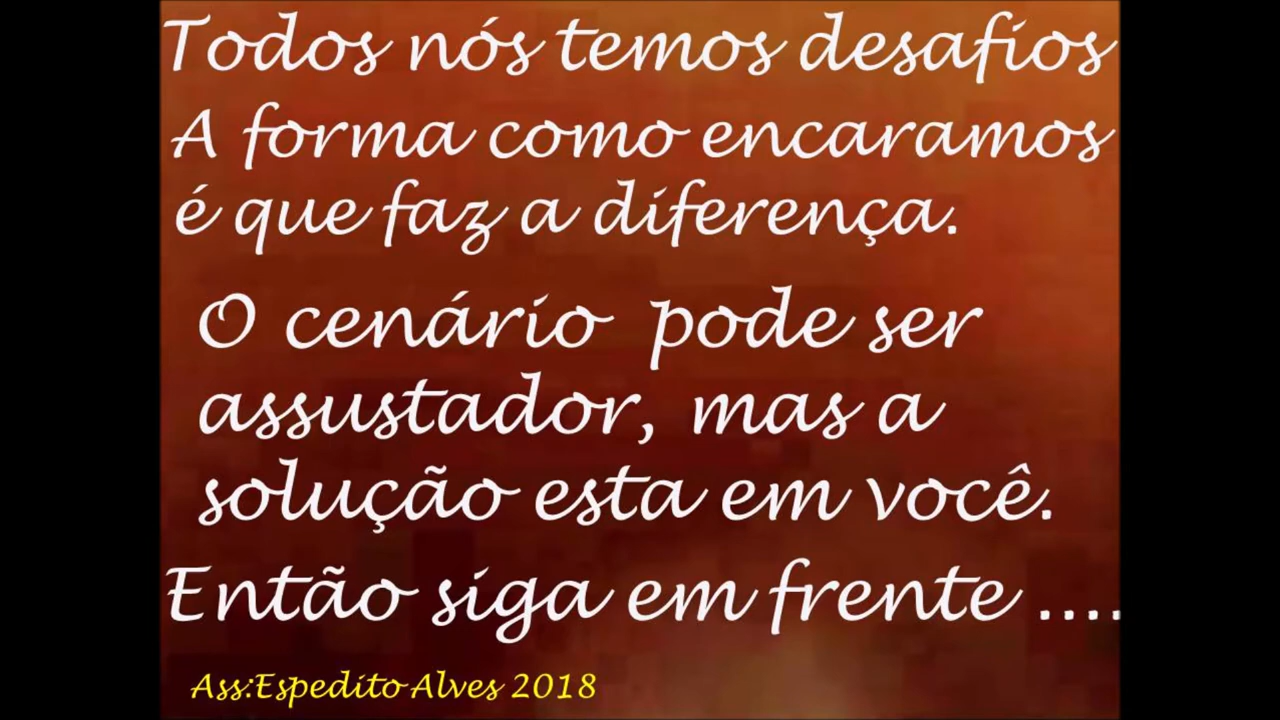 Todos nós temos desafios
A forma como encaramos
é que faz a diferença.
O cenário pode ser
assustador, mas a
solução esta em você.
Então siga em frente ....
Ass:Espedito Alves 2018